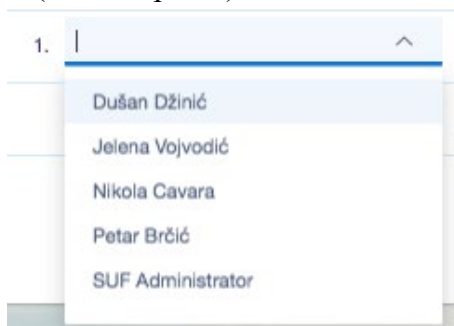 1.
Dušan Džinić
Jelena Vojvodić
Nikola Cavara
Petar Brčić
SUF Administrator